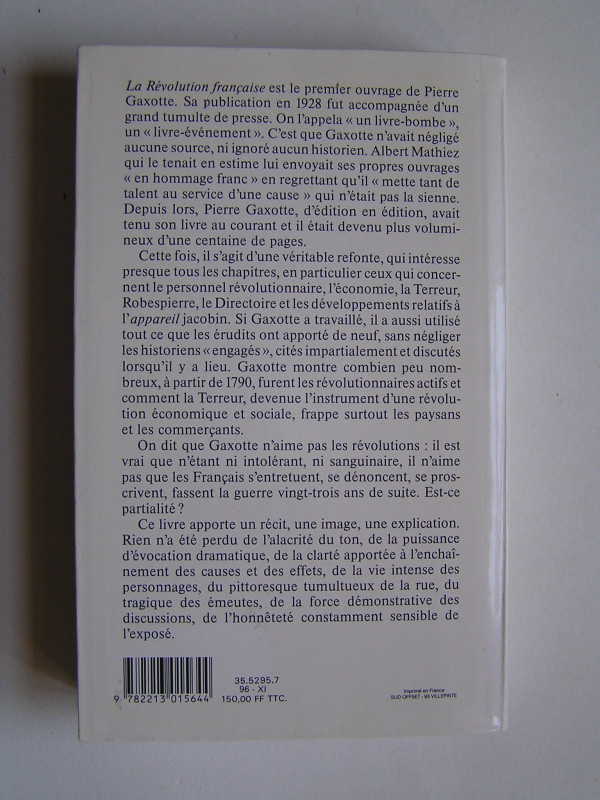 La Révolution française est le premier ouvrage de Pierre
Gaxotte. Sa publication en 1928 fut accompagnée d'un
grand tumulte de presse. On l'appela « un livre-bombe »,
un « livre-événement ». C'est que Gaxotte n'avait négligé
aucune source, ni ignoré aucun historien. Albert Mathiez
qui le tenait en estime lui envoyait ses propres ouvrages
« en hommage franc » en regrettant qu'il « mette tant de
talent au service d'une cause » qui n'était pas la sienne.
Depuis lors, Pierre Gaxotte, d'édition en édition, avait
tenu son livre au courant et il était devenu plus volumi-
neux d'une centaine de pages.
Cette fois, il s'agit d'une véritable refonte, qui intéresse
presque tous les chapitres, en particulier ceux qui concer-
nent le personnel révolutionnaire, l'économie, la Terreur,
Robespierre, le Directoire et les développements relatifs à
l'appareil jacobin. Si Gaxotte a travaillé, il a aussi utilisé
tout ce que les érudits ont apporté de neuf, sans négliger
les historiens « engagés », cités impartialement et discutés
lorsqu'il y a lieu. Gaxotte montre combien peu nom-
breux, à partir de 1790, furent les révolutionnaires actifs et
comment la Terreur, devenue l'instrument d'une révolu-
tion économique et sociale, frappe surtout les paysans
et les commerçants.
On dit que Gaxotte n'aime pas les révolutions : il est
vrai que n'étant ni intolérant, ni sanguinaire, il n'aime
pas que les Français s'entretuent, se dénoncent, se pros-
crivent, fassent la guerre vingt-trois ans de suite. Est-ce
partialité ?
Ce livre apporte un récit, une image, une explication.
Rien n'a été perdu de l'alacrité du ton, de la puissance
d'évocation dramatique, de la clarté apportée à l'enchaî-
nement des causes et des effets, de la vie intense des
personnages, du pittoresque tumultueux de la rue, du
tragique des émeutes, de la force démonstrative des
discussions, de l'honnêteté constamment sensible de
l'exposé.
35.5295.7
96 - XI
9 782213 015644 150,00 FF TTC.
Imprimé en France
SUD OFFSET - 93 VILLEPINTE